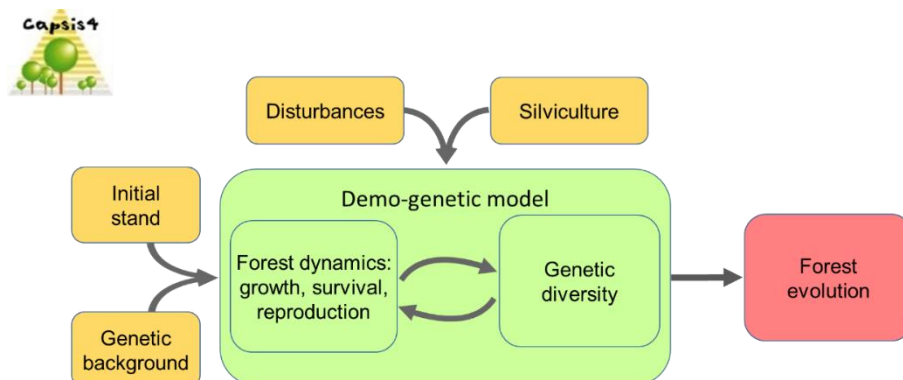 Capsis4
Disturbances
Silviculture
Initial
stand
Demo-genetic model
Forest dynamics:
growth, survival,
reproduction
Genetic
diversity
Forest
evolution
Genetic
background